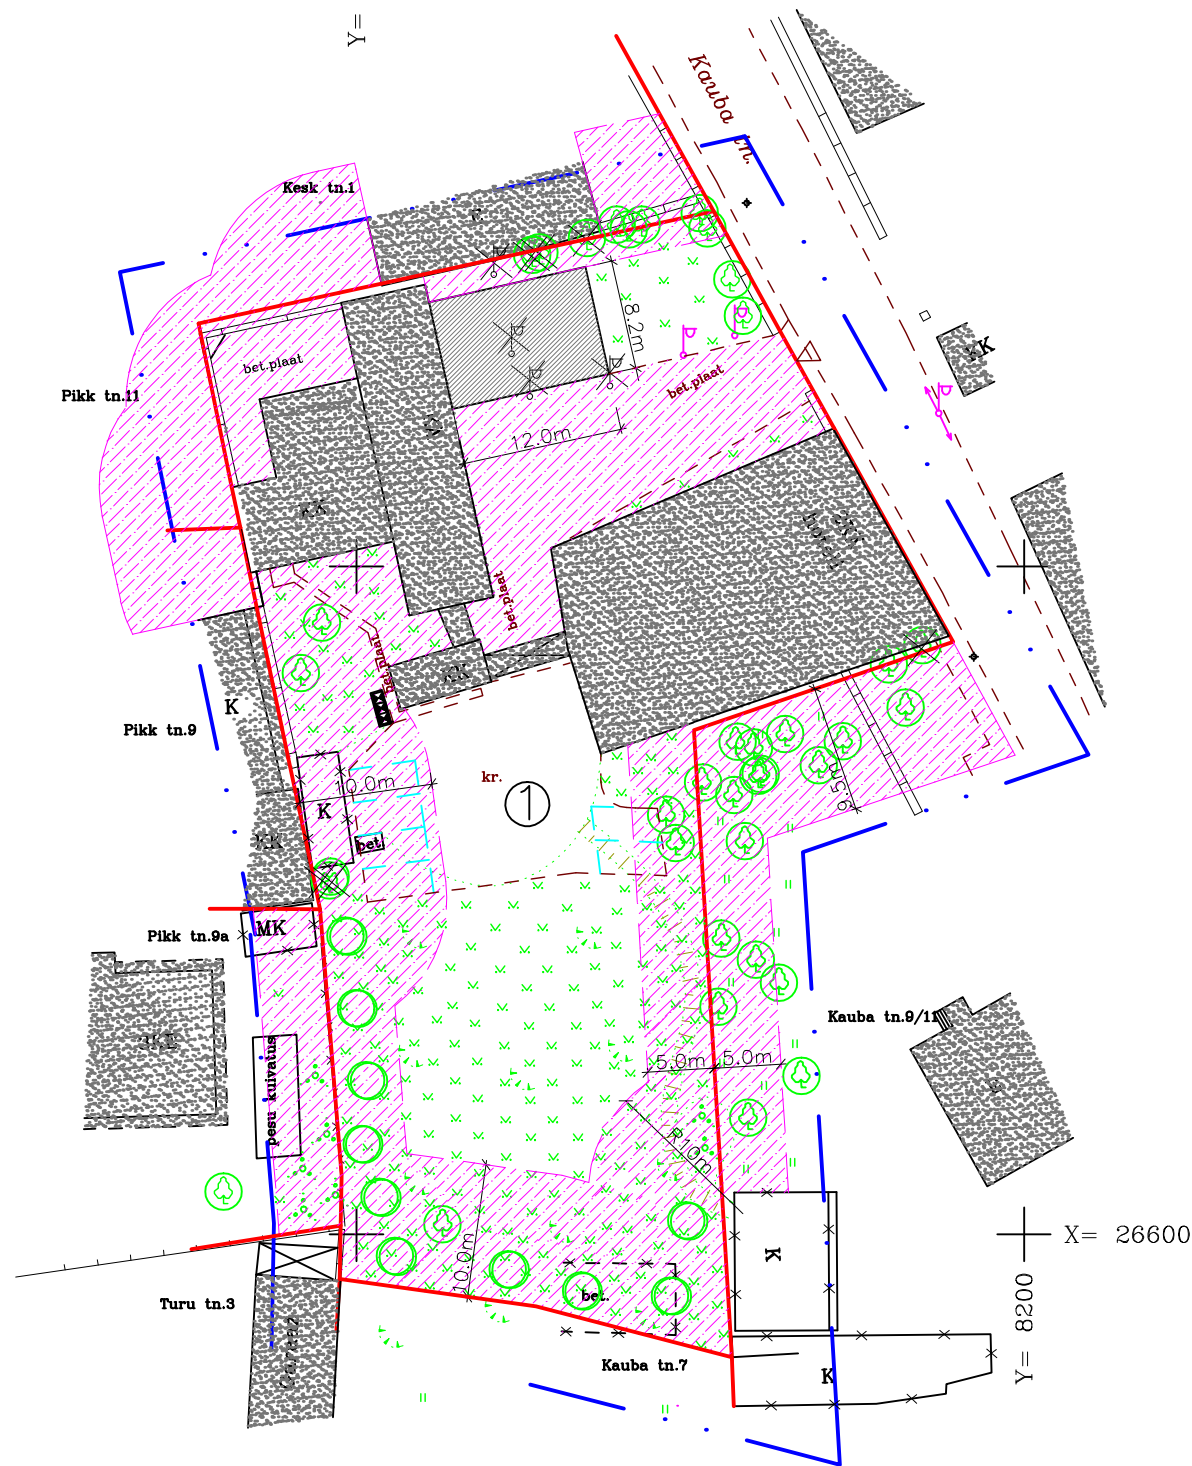 Y=
Kauba tn.
Kesk tn.1
8.2m
K
bet.plaat
Pikk tn.11
bet.plaat
12.0m
KK
bet.plaat
bet.plaat
KK
K
Pikk tn.9
kr.
1
10.0m
9.5m
K
bet.
KK
MK
Pikk tn.9a
Kauba tn.9/11
3KE
pesu kuivatus
5.0m
5.0m
R10m
X= 26600
K
10.0m
Y= 8200
bet.
Turu tn.3
Garaaz
Kauba tn.7
K